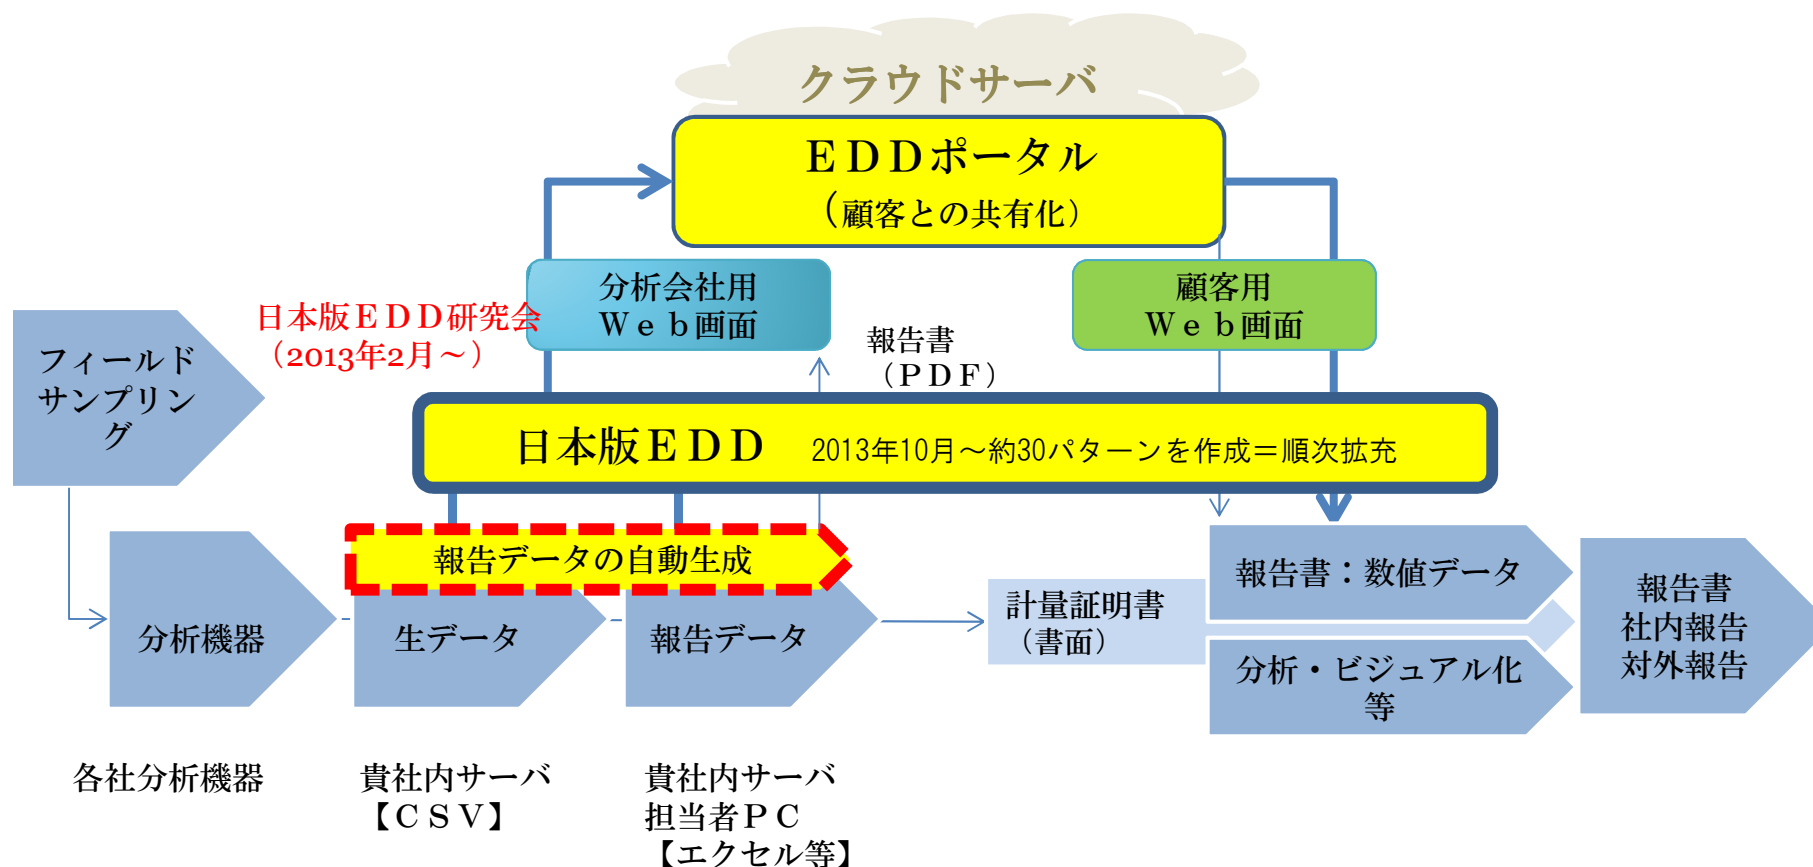 クラウドサーバ
ＥＤＤポータル
（顧客との共有化）
分析会社用
Ｗｅｂ画面
顧客用
Ｗｅｂ画面
日本版ＥＤＤ研究会
（2013年2月～）
報告書
（ＰＤＦ）
フィールド
サンプリン
グ
日本版ＥＤＤ 2013年10月～約30パターンを作成＝順次拡充
報告データの自動生成
分析機器
生データ
報告データ
計量証明書
（書面）
報告書：数値データ
分析・ビジュアル化
等
報告書
社内報告
対外報告
各社分析機器
貴社内サーバ
【ＣＳＶ】
貴社内サーバ
担当者ＰＣ
【エクセル等】